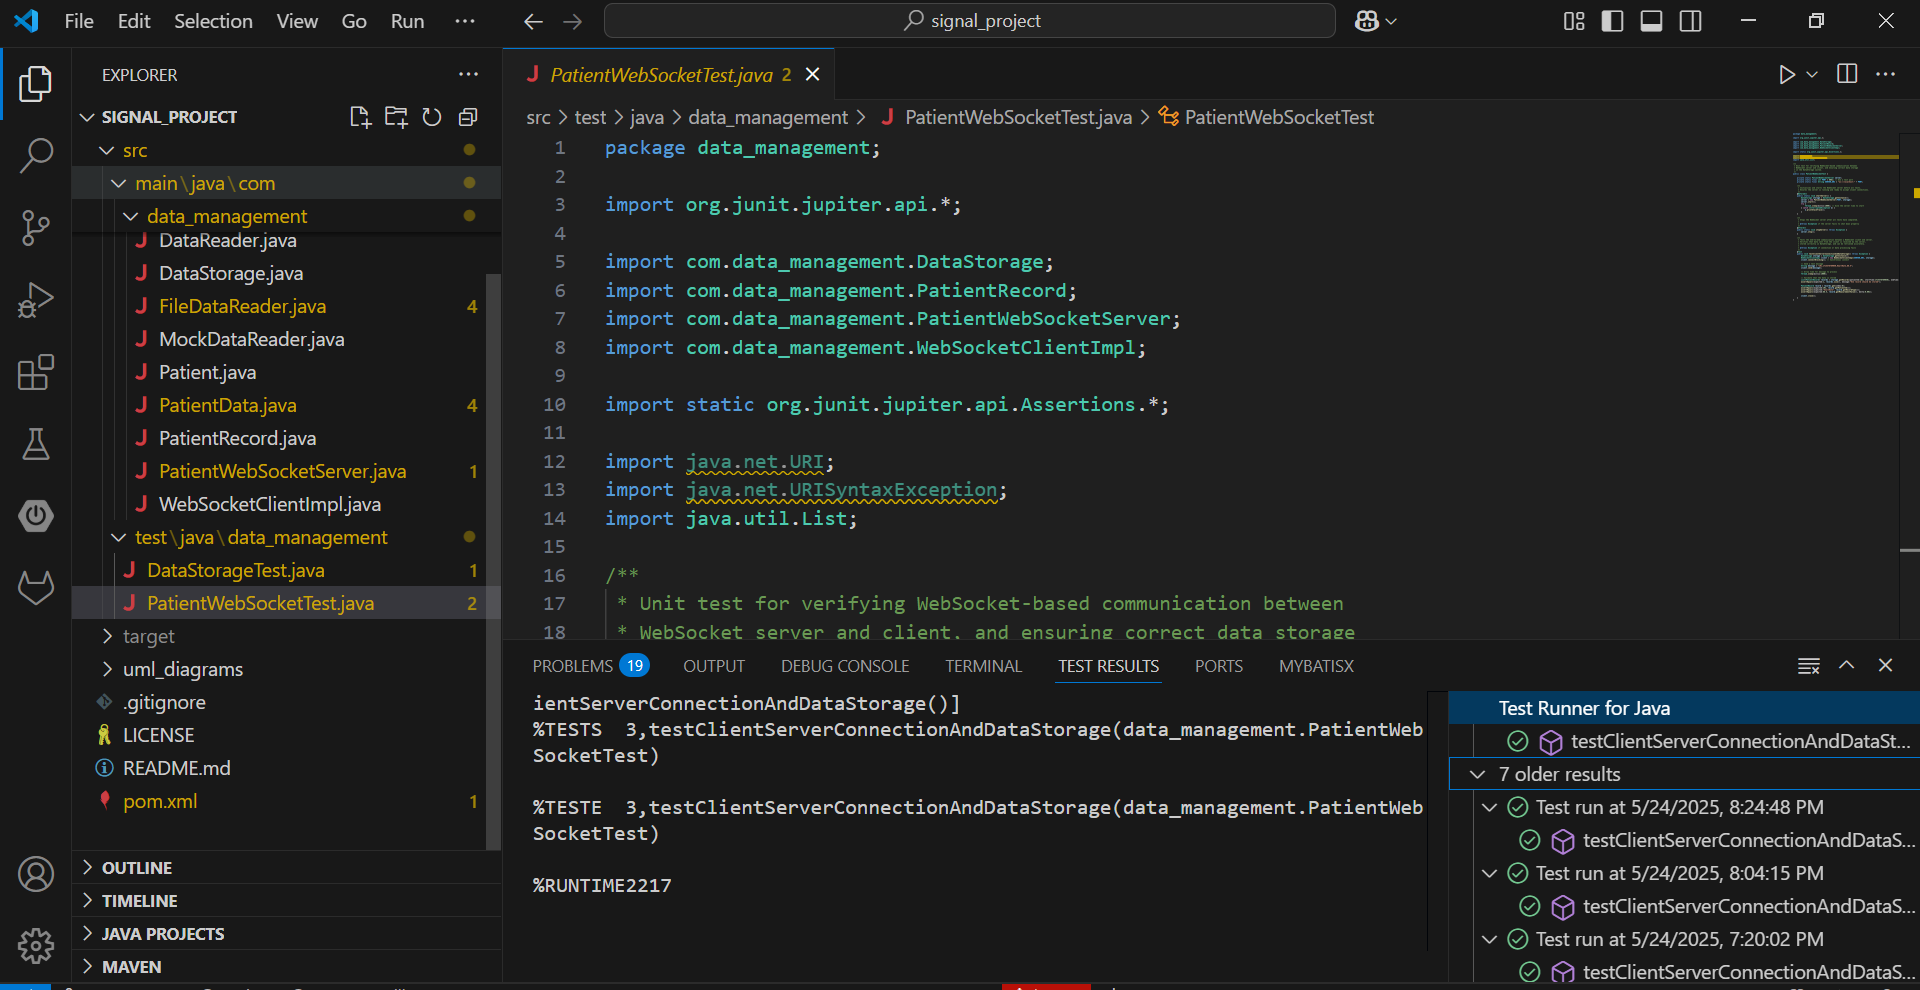 File Edit Selection View Go Run ···
signal_project
EXPLORER
SIGNAL_PROJECT
src
main\java\com
data_management
DataReader.java
DataStorage.java
FileDataReader.java 4
MockDataReader.java
Patient.java
PatientData.java 4
PatientRecord.java
PatientWebSocketServer.java 1
WebSocketClientImpl.java
test\java\data_management
DataStorageTest.java 1
PatientWebSocketTest.java 2
target
uml_diagrams
.gitignore
LICENSE
README.md
pom.xml 1
OUTLINE
TIMELINE
JAVA PROJECTS
MAVEN
PatientWebSocketTest.java 2
src > test > java > data_management > PatientWebSocketTest.java > PatientWebSocketTest
1 package data_management;
2
3 import org.junit.jupiter.api.*;
4
5 import com.data_management.DataStorage;
6 import com.data_management.PatientRecord;
7 import com.data_management.PatientWebSocketServer;
8 import com.data_management.WebSocketClientImpl;
9
10 import static org.junit.jupiter.api.Assertions.*;
11
12 import java.net.URI;
13 import java.net.URISyntaxException;
14 import java.util.List;
15
16 /**
17 * Unit test for verifying WebSocket-based communication between
18 * WebSocket server and client, and ensuring correct data storage
PROBLEMS 19 OUTPUT DEBUG CONSOLE TERMINAL TEST RESULTS PORTS MYBATISX
ientServerConnectionAndDataStorage()]
%TESTS 3,testClientServerConnectionAndDataStorage(data_management.PatientWeb
SocketTest)
%TESTE 3,testClientServerConnectionAndDataStorage(data_management.PatientWeb
SocketTest)
%RUNTIME2217
Test Runner for Java
testClientServerConnectionAndDataSt...
7 older results
Test run at 5/24/2025, 8:24:48 PM
testClientServerConnectionAndDataS...
Test run at 5/24/2025, 8:04:15 PM
testClientServerConnectionAndDataS...
Test run at 5/24/2025, 7:20:02 PM
testClientServerConnectionAndDataS...